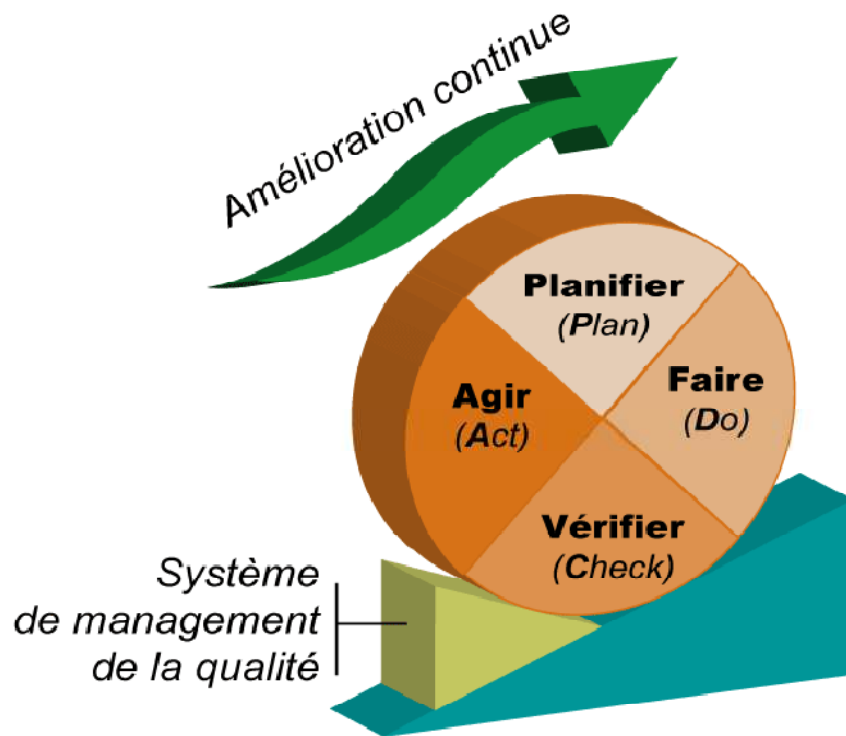 Amélioration continue
Planifier
(Plan)
Faire
(Do)
Agir
(Act)
Vérifier
(Check)
Système
de management
de la qualité